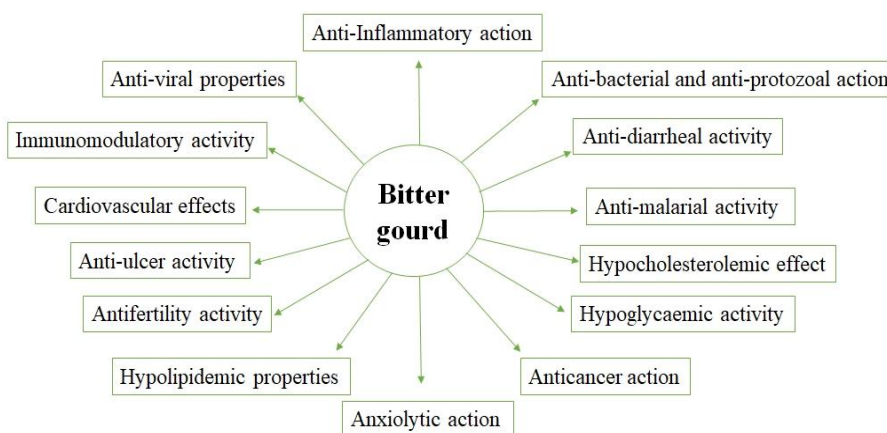 Anti-Inflammatory action
Anti-viral properties
Anti-bacterial and anti-protozoal action
Immunomodulatory activity
Anti-diarrheal activity
Bitter
gourd
Cardiovascular effects
Anti-malarial activity
Anti-ulcer activity
Hypocholesterolemic effect
Antifertility activity
Hypoglycaemic activity
Hypolipidemic properties
Anticancer action
Anxiolytic action